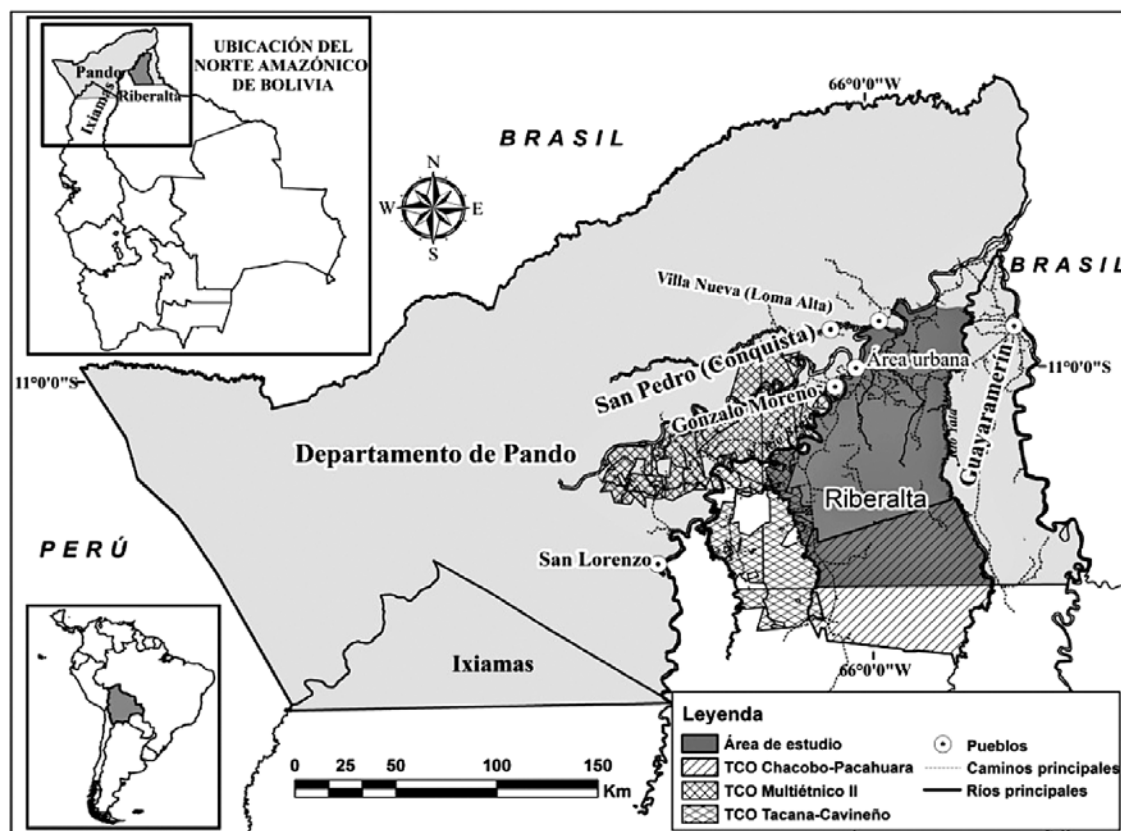 UBICACIÓN DEL
NORTE AMAZÓNICO
DE BOLIVIA
Pando
Riberalta
Ixiamas
66°0'0"W
BRASIL
N
W E
S
BRASIL
Villa Nueva (Loma Alta)
San Pedro (Conquista)
Área urbana
Guayaramerín
11°0'0"S
11°0'0"S
Gonzalo Moreno
Departamento de Pando
Riberalta
PERÚ
San Lorenzo
Ixiamas
66°0'0"W
0 25 50 100 150
Km
Leyenda
Área de estudio
TCO Chacobo-Pacahuara
TCO Multiétnico II
TCO Tacana-Cavineño
Pueblos
Caminos principales
Ríos principales